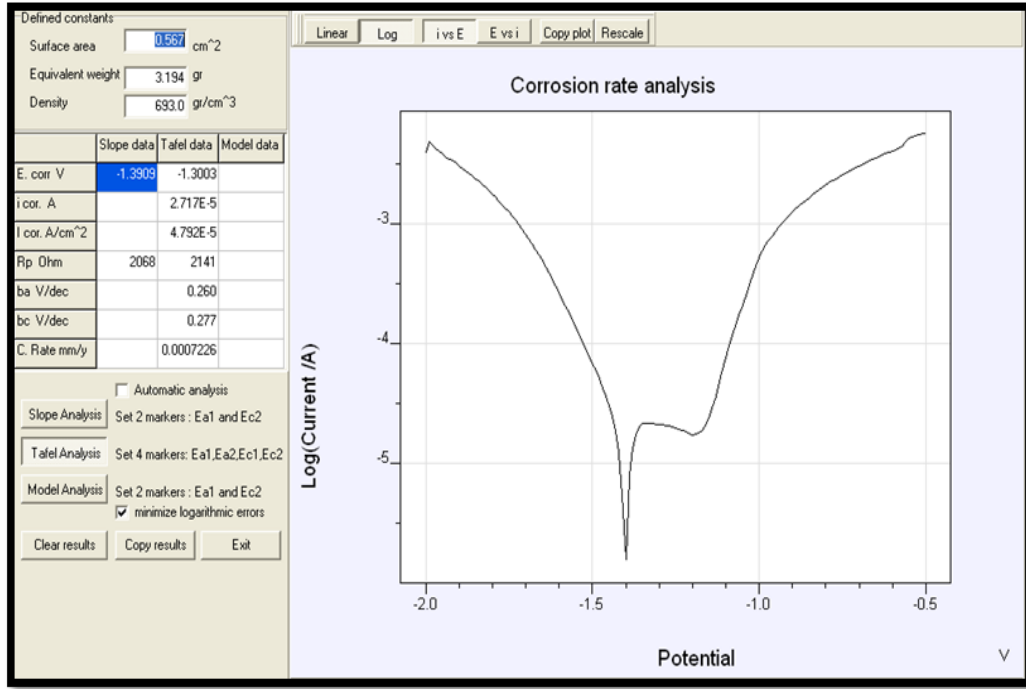 Defined constants
Surface area 0.567 cm^2
Equivalent weight 3.194 gr
Density 693.0 gr/cm^3
Slope data Tafel data Model data
E. corr V -1.3909 -1.3003
i cor. A 2.717E-5
I cor. A/cm^2 4.792E-5
Rp Ohm 2068 2141
ba V/dec 0.260
bc V/dec 0.277
C. Rate mm/y 0.0007226
Automatic analysis
Slope Analysis Set 2 markers : Ea1 and Ec2
Tafel Analysis Set 4 markers: Ea1,Ea2,Ec1,Ec2
Model Analysis Set 2 markers : Ea1 and Ec2
minimize logarithmic errors
Clear results Copy results Exit
Linear Log i vs E E vs i Copy plot Rescale
Corrosion rate analysis
Log(Current /A)
-3
-4
-5
-2.0 -1.5 -1.0 -0.5
Potential V